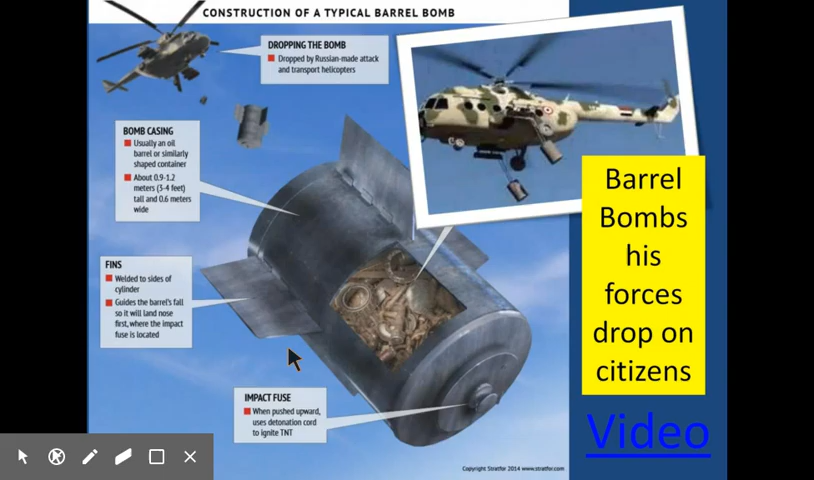 CONSTRUCTION OF A TYPICAL BARREL BOMB
DROPPING THE BOMB
Dropped by Russian-made attack
and transport helicopters
BOMB CASING
Usually an oil
barrel or similarly
shaped container
About 0.9-1.2
meters (3-4 feet)
tall and 0.6 meters
wide
FINS
Welded to sides of
cylinder
Guides the barrel's fall
so it will land nose
first, where the impact
fuse is located
IMPACT FUSE
When pushed upward,
uses detonation cord
to ignite TNT
Copyright Stratfor 2014 www.stratfor.com
Barrel
Bombs
his
forces
drop on
citizens
Video